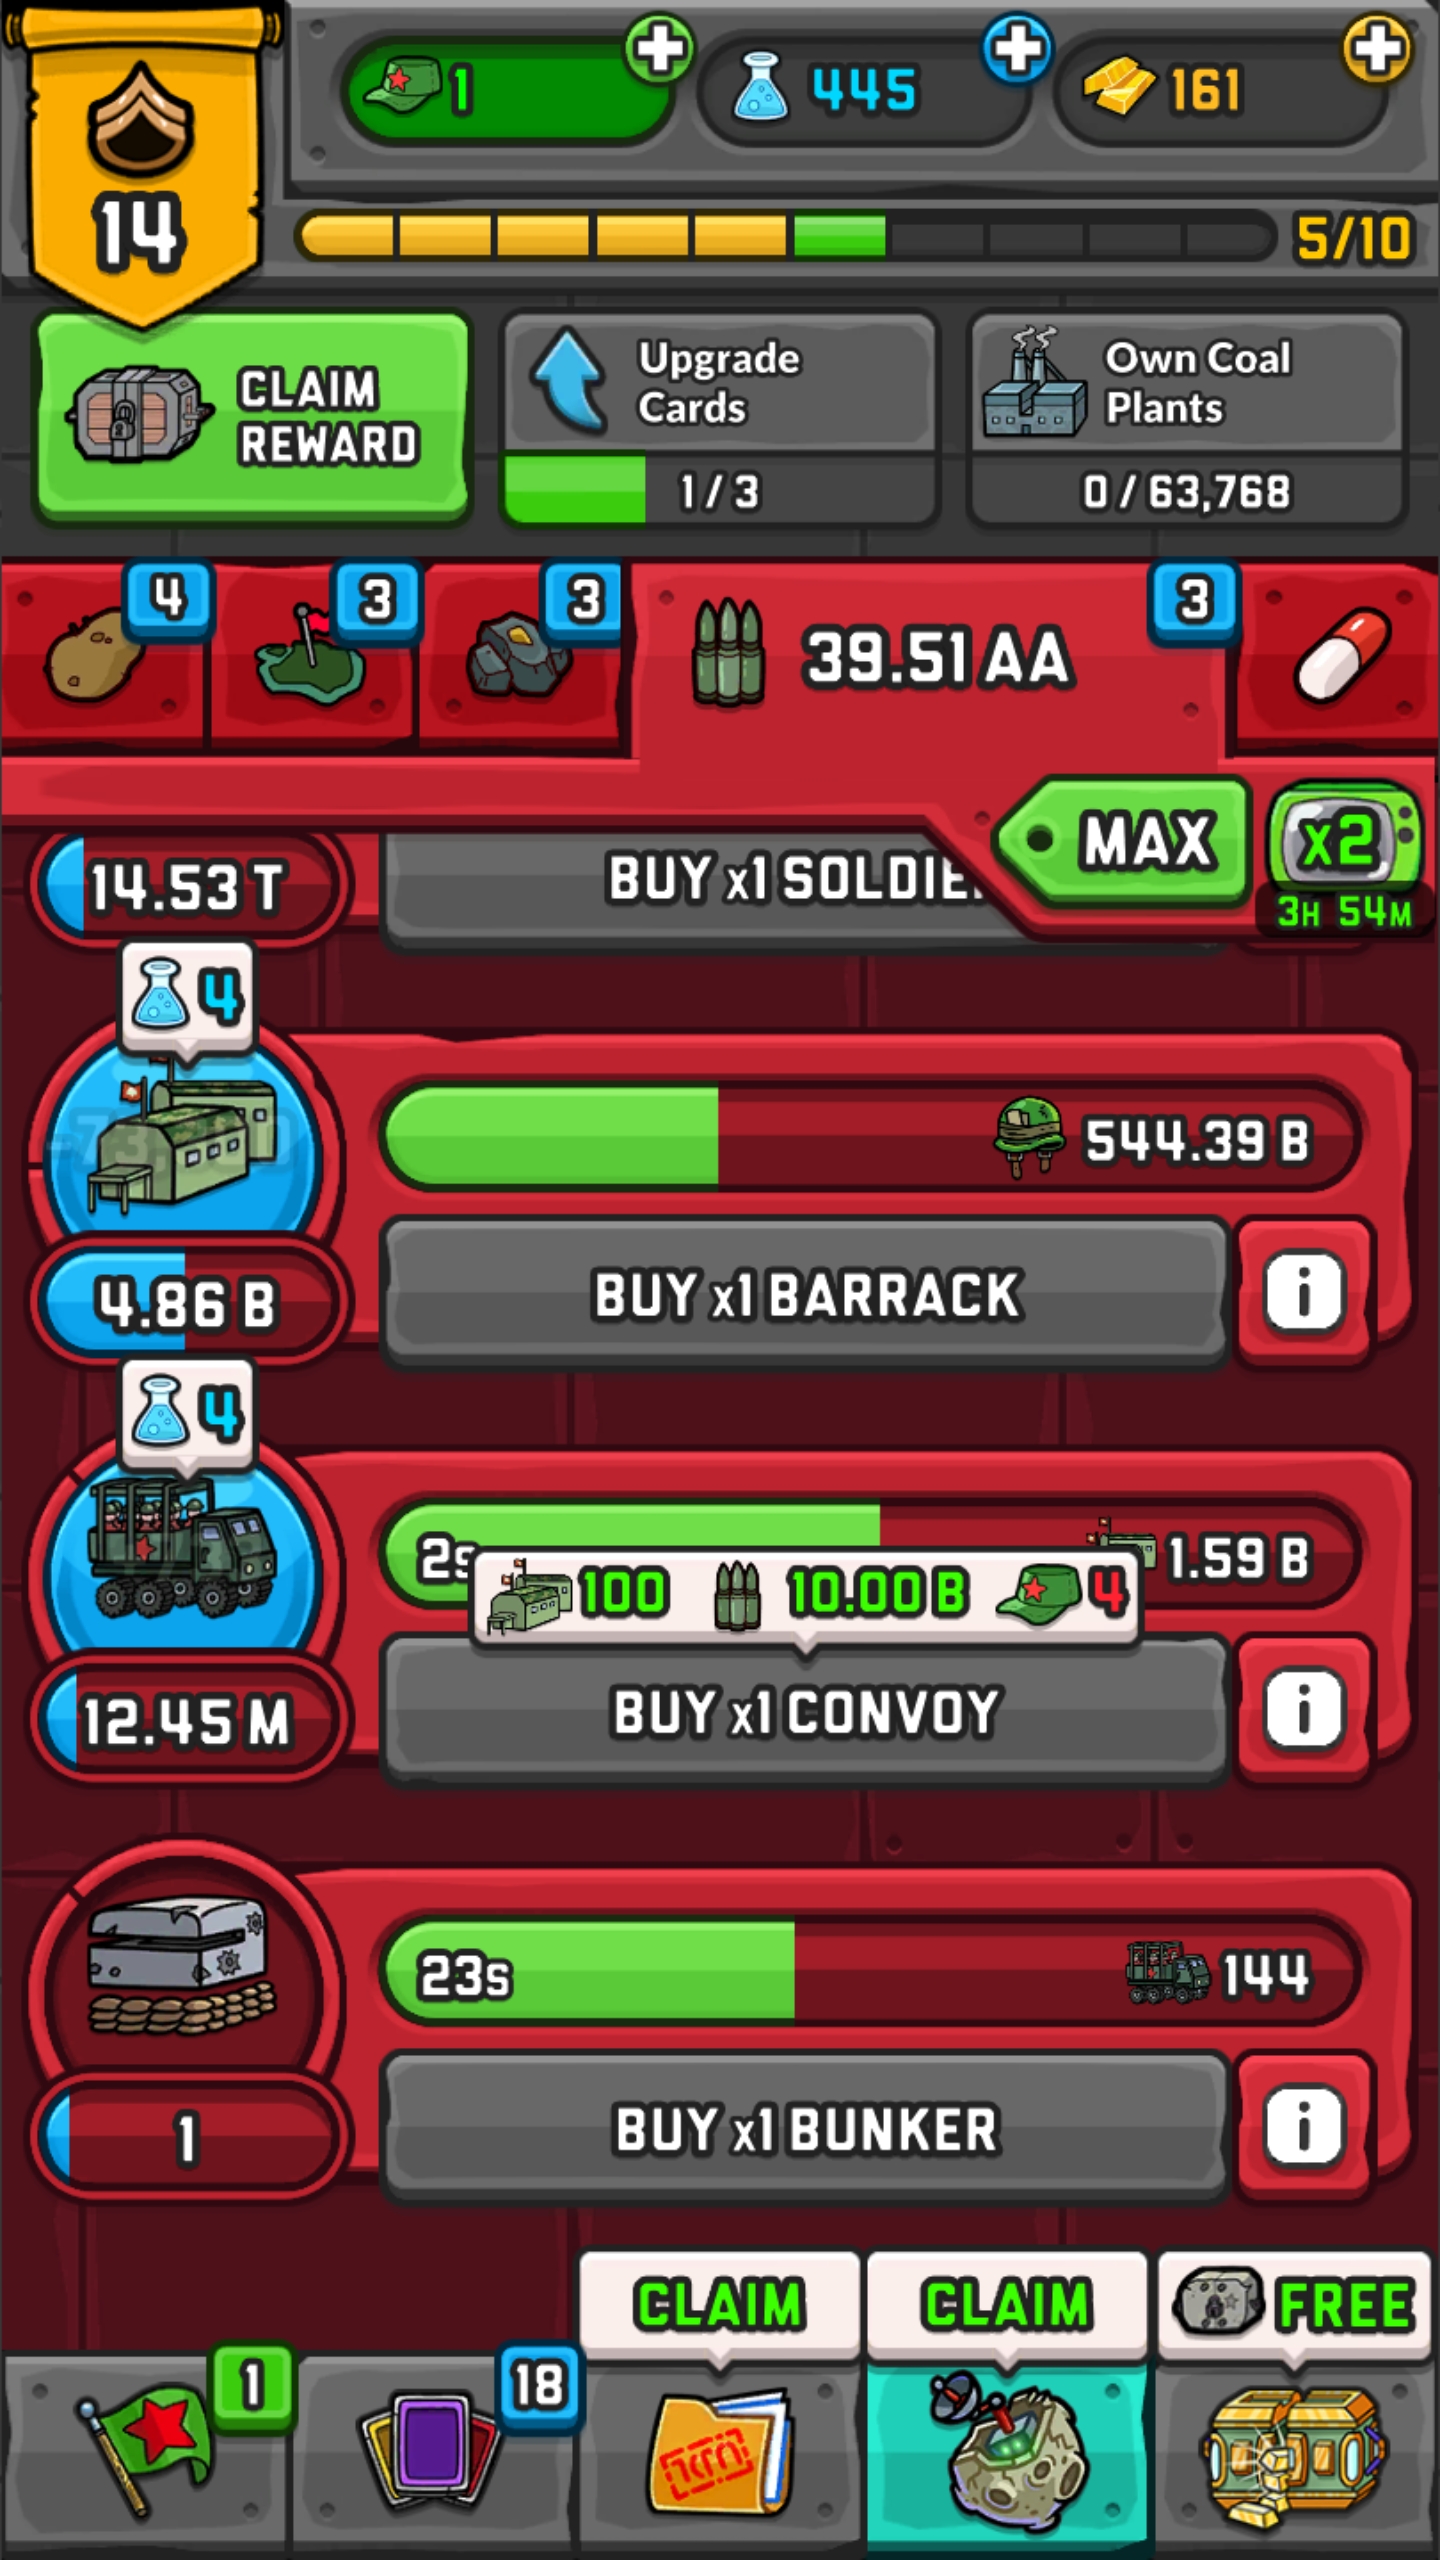 14
1
445
161
5/10
CLAIM
REWARD
Upgrade
Cards
1 / 3
Own Coal
Plants
0 / 63,768
4
3
3
39.51 AA
3
MAX
x2
3H 54M
14.53 T
BUY x1 SOLDIE
4
544.39 B
4.86 B
BUY x1 BARRACK
i
4
2s
1.59 B
100
10.00 B
4
12.45 M
BUY x1 CONVOY
i
23s
144
1
BUY x1 BUNKER
i
CLAIM
CLAIM
FREE
1
18